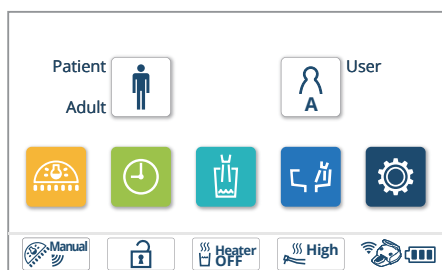 Patient
User
Adult
A
Manual
Heater
OFF
High